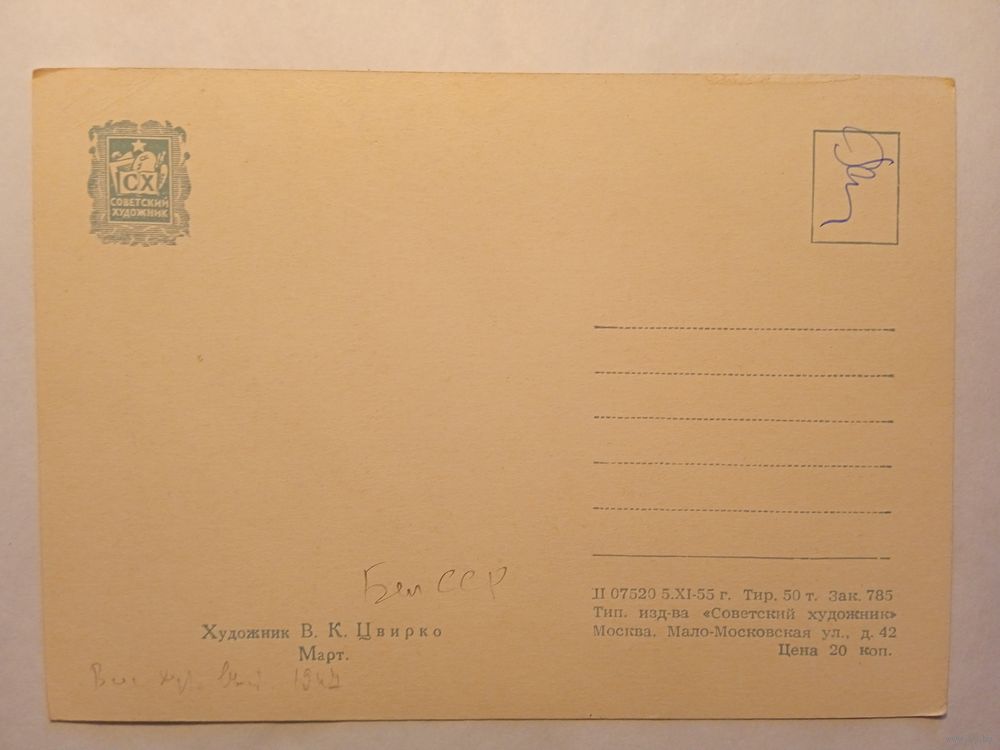 СХ
СОВЕТСКИЙ
ХУДОЖНИК
Бел ССР
Художник В. К. Цвирко
Март.
П 07520 5.XI-55 г. Тир. 50 т. Зак. 785
Тип. изд-ва «Советский художник»
Москва, Мало-Московская ул., д. 42
Цена 20 коп.